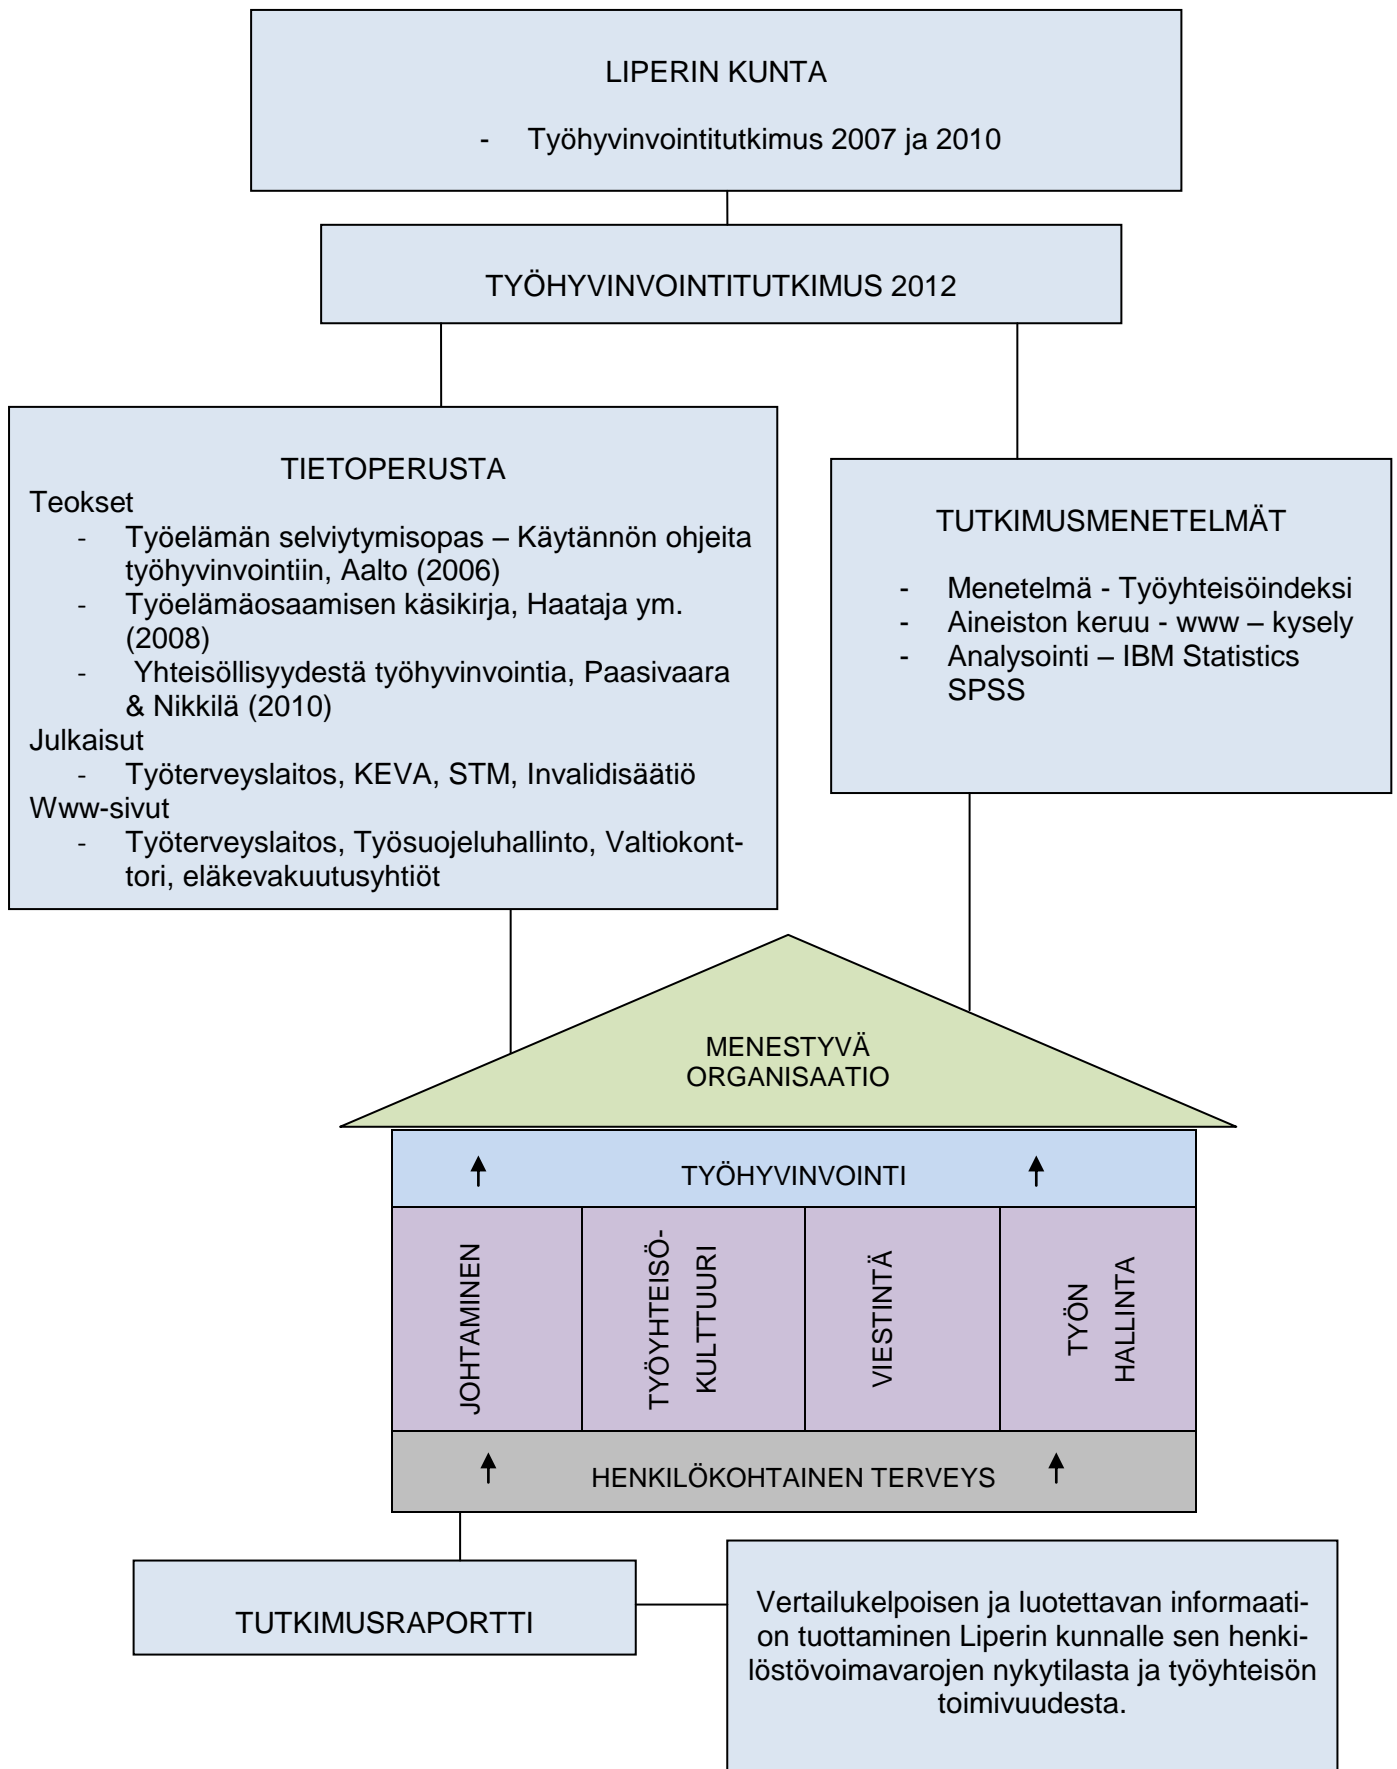 LIPERIN KUNTA
- Työhyvinvointitutkimus 2007 ja 2010
TYÖHYVINVOINTITUTKIMUS 2012
TIETOPERUSTA
Teokset
- Työelämän selviytymisopas – Käytännön ohjeita
työhyvinvointiin, Aalto (2006)
- Työelämäosaamisen käsikirja, Haataja ym.
(2008)
- Yhteisöllisyydestä työhyvinvointia, Paasivaara
& Nikkilä (2010)
Julkaisut
- Työterveyslaitos, KEVA, STM, Invalidisäätiö
Www-sivut
- Työterveyslaitos, Työsuojeluhallinto, Valtiokont-
tori, eläkevakuutusyhtiöt
TUTKIMUSMENETELMÄT
- Menetelmä - Työyhteisöindeksi
- Aineiston keruu - www – kysely
- Analysointi – IBM Statistics
SPSS
MENESTYVÄ
ORGANISAATIO
TYÖHYVINVOINTI
JOHTAMINEN
TYÖYHTEISÖ-
KULTTUURI
VIESTINTÄ
TYÖN
HALLINTA
HENKILÖKOHTAINEN TERVEYS
TUTKIMUSRAPORTTI
Vertailukelpoisen ja luotettavan informaati-
on tuottaminen Liperin kunnalle sen henki-
löstövoimavarojen nykytilasta ja työyhteisön
toimivuudesta.